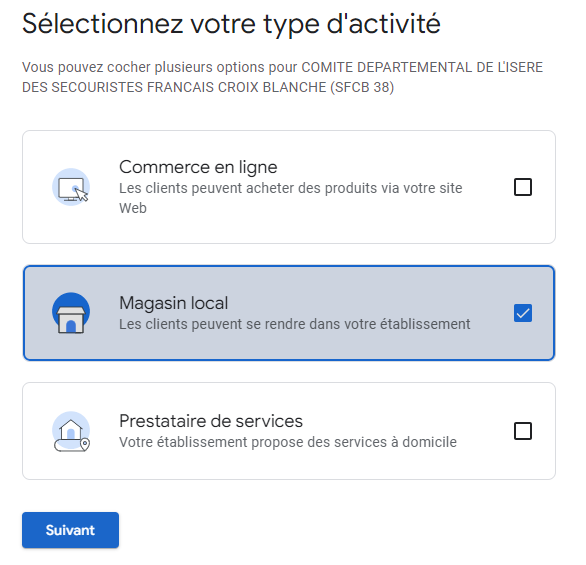 Sélectionnez votre type d'activité
Vous pouvez cocher plusieurs options pour COMITE DEPARTEMENTAL DE L'ISERE
DES SECOURISTES FRANCAIS CROIX BLANCHE (SFCB 38)
Commerce en ligne
Les clients peuvent acheter des produits via votre site
Web
Magasin local
Les clients peuvent se rendre dans votre établissement
Prestataire de services
Votre établissement propose des services à domicile
Suivant